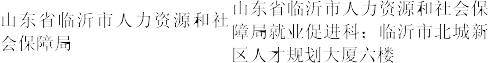 山东省临沂市人力资源和社
会保障局
山东省临沂市人力资源和社会保
障局就业促进科；临沂市北城新
区人才规划大厦六楼